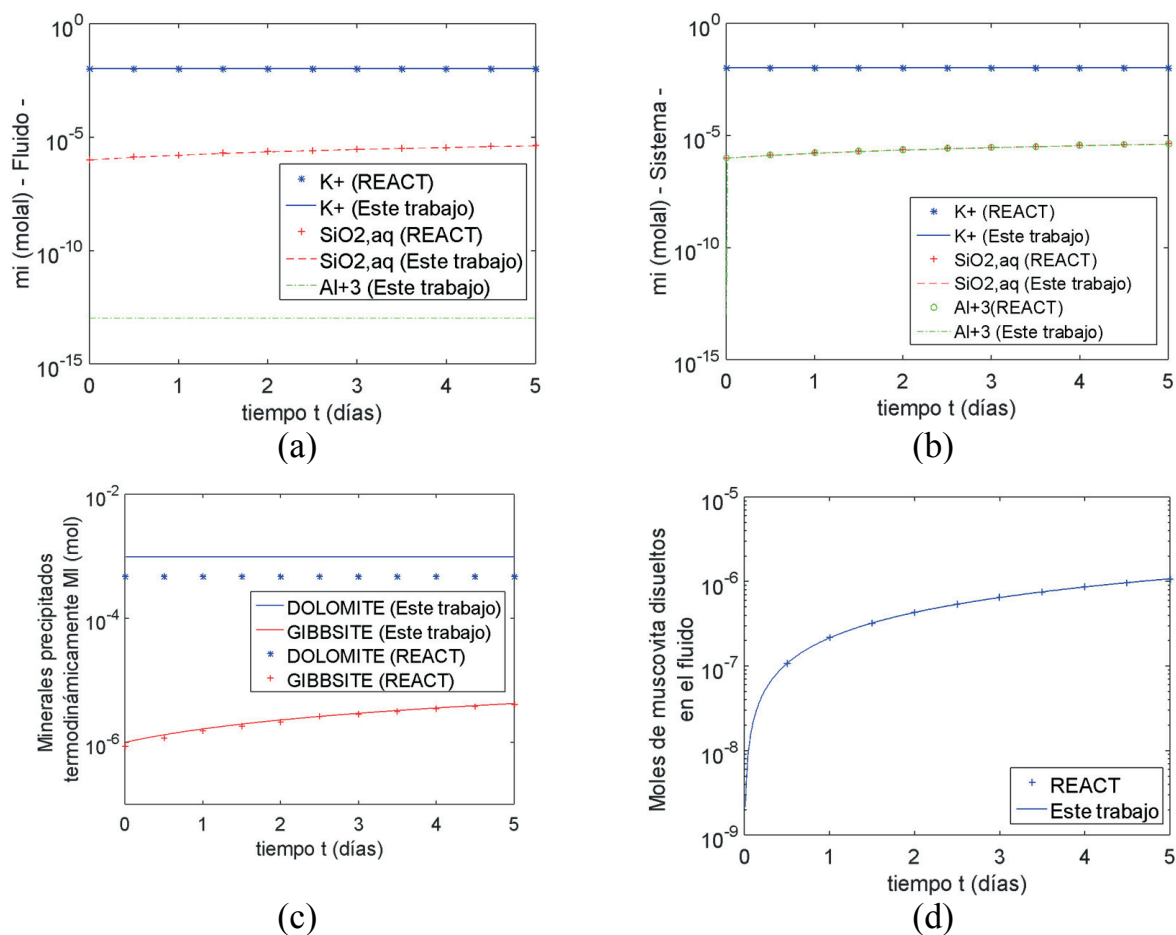 10^0
10^-5
10^-10
10^-15
mi (molal) - Fluido -
K+ (REACT)
K+ (Este trabajo)
SiO2,aq (REACT)
SiO2,aq (Este trabajo)
Al+3 (Este trabajo)
0 1 2 3 4 5
tiempo t (días)
(a)
10^0
10^-5
10^-10
10^-15
mi (molal) - Sistema -
K+ (REACT)
K+ (Este trabajo)
SiO2,aq (REACT)
SiO2,aq (Este trabajo)
Al+3(REACT)
Al+3 (Este trabajo)
0 1 2 3 4 5
tiempo t (días)
(b)
10^-2
10^-4
10^-6
Minerales precipitados
termodinámicamente MI (mol)
DOLOMITE (Este trabajo)
GIBBSITE (Este trabajo)
DOLOMITE (REACT)
GIBBSITE (REACT)
0 1 2 3 4 5
tiempo t (días)
(c)
10^-5
10^-6
10^-7
10^-8
10^-9
Moles de muscovita disueltos
en el fluido
REACT
Este trabajo
0 1 2 3 4 5
tiempo t (días)
(d)